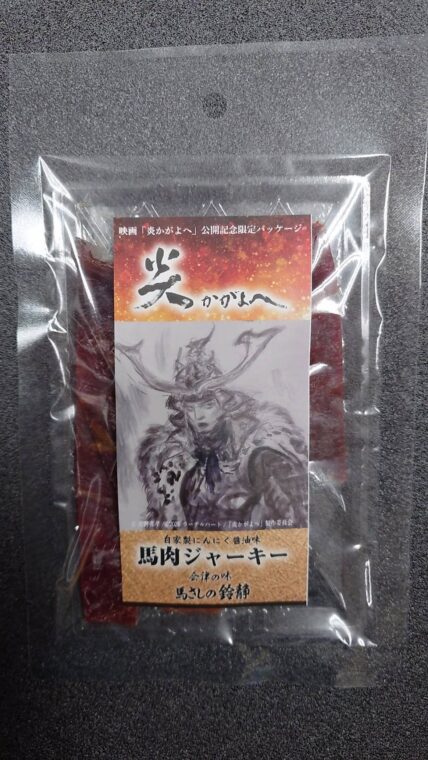 映画「炎かがよへ」公開記念限定パッケージ
炎かがよへ
自家製にんにく醤油味
馬肉ジャーキー
会津の味
馬さしの鈴静